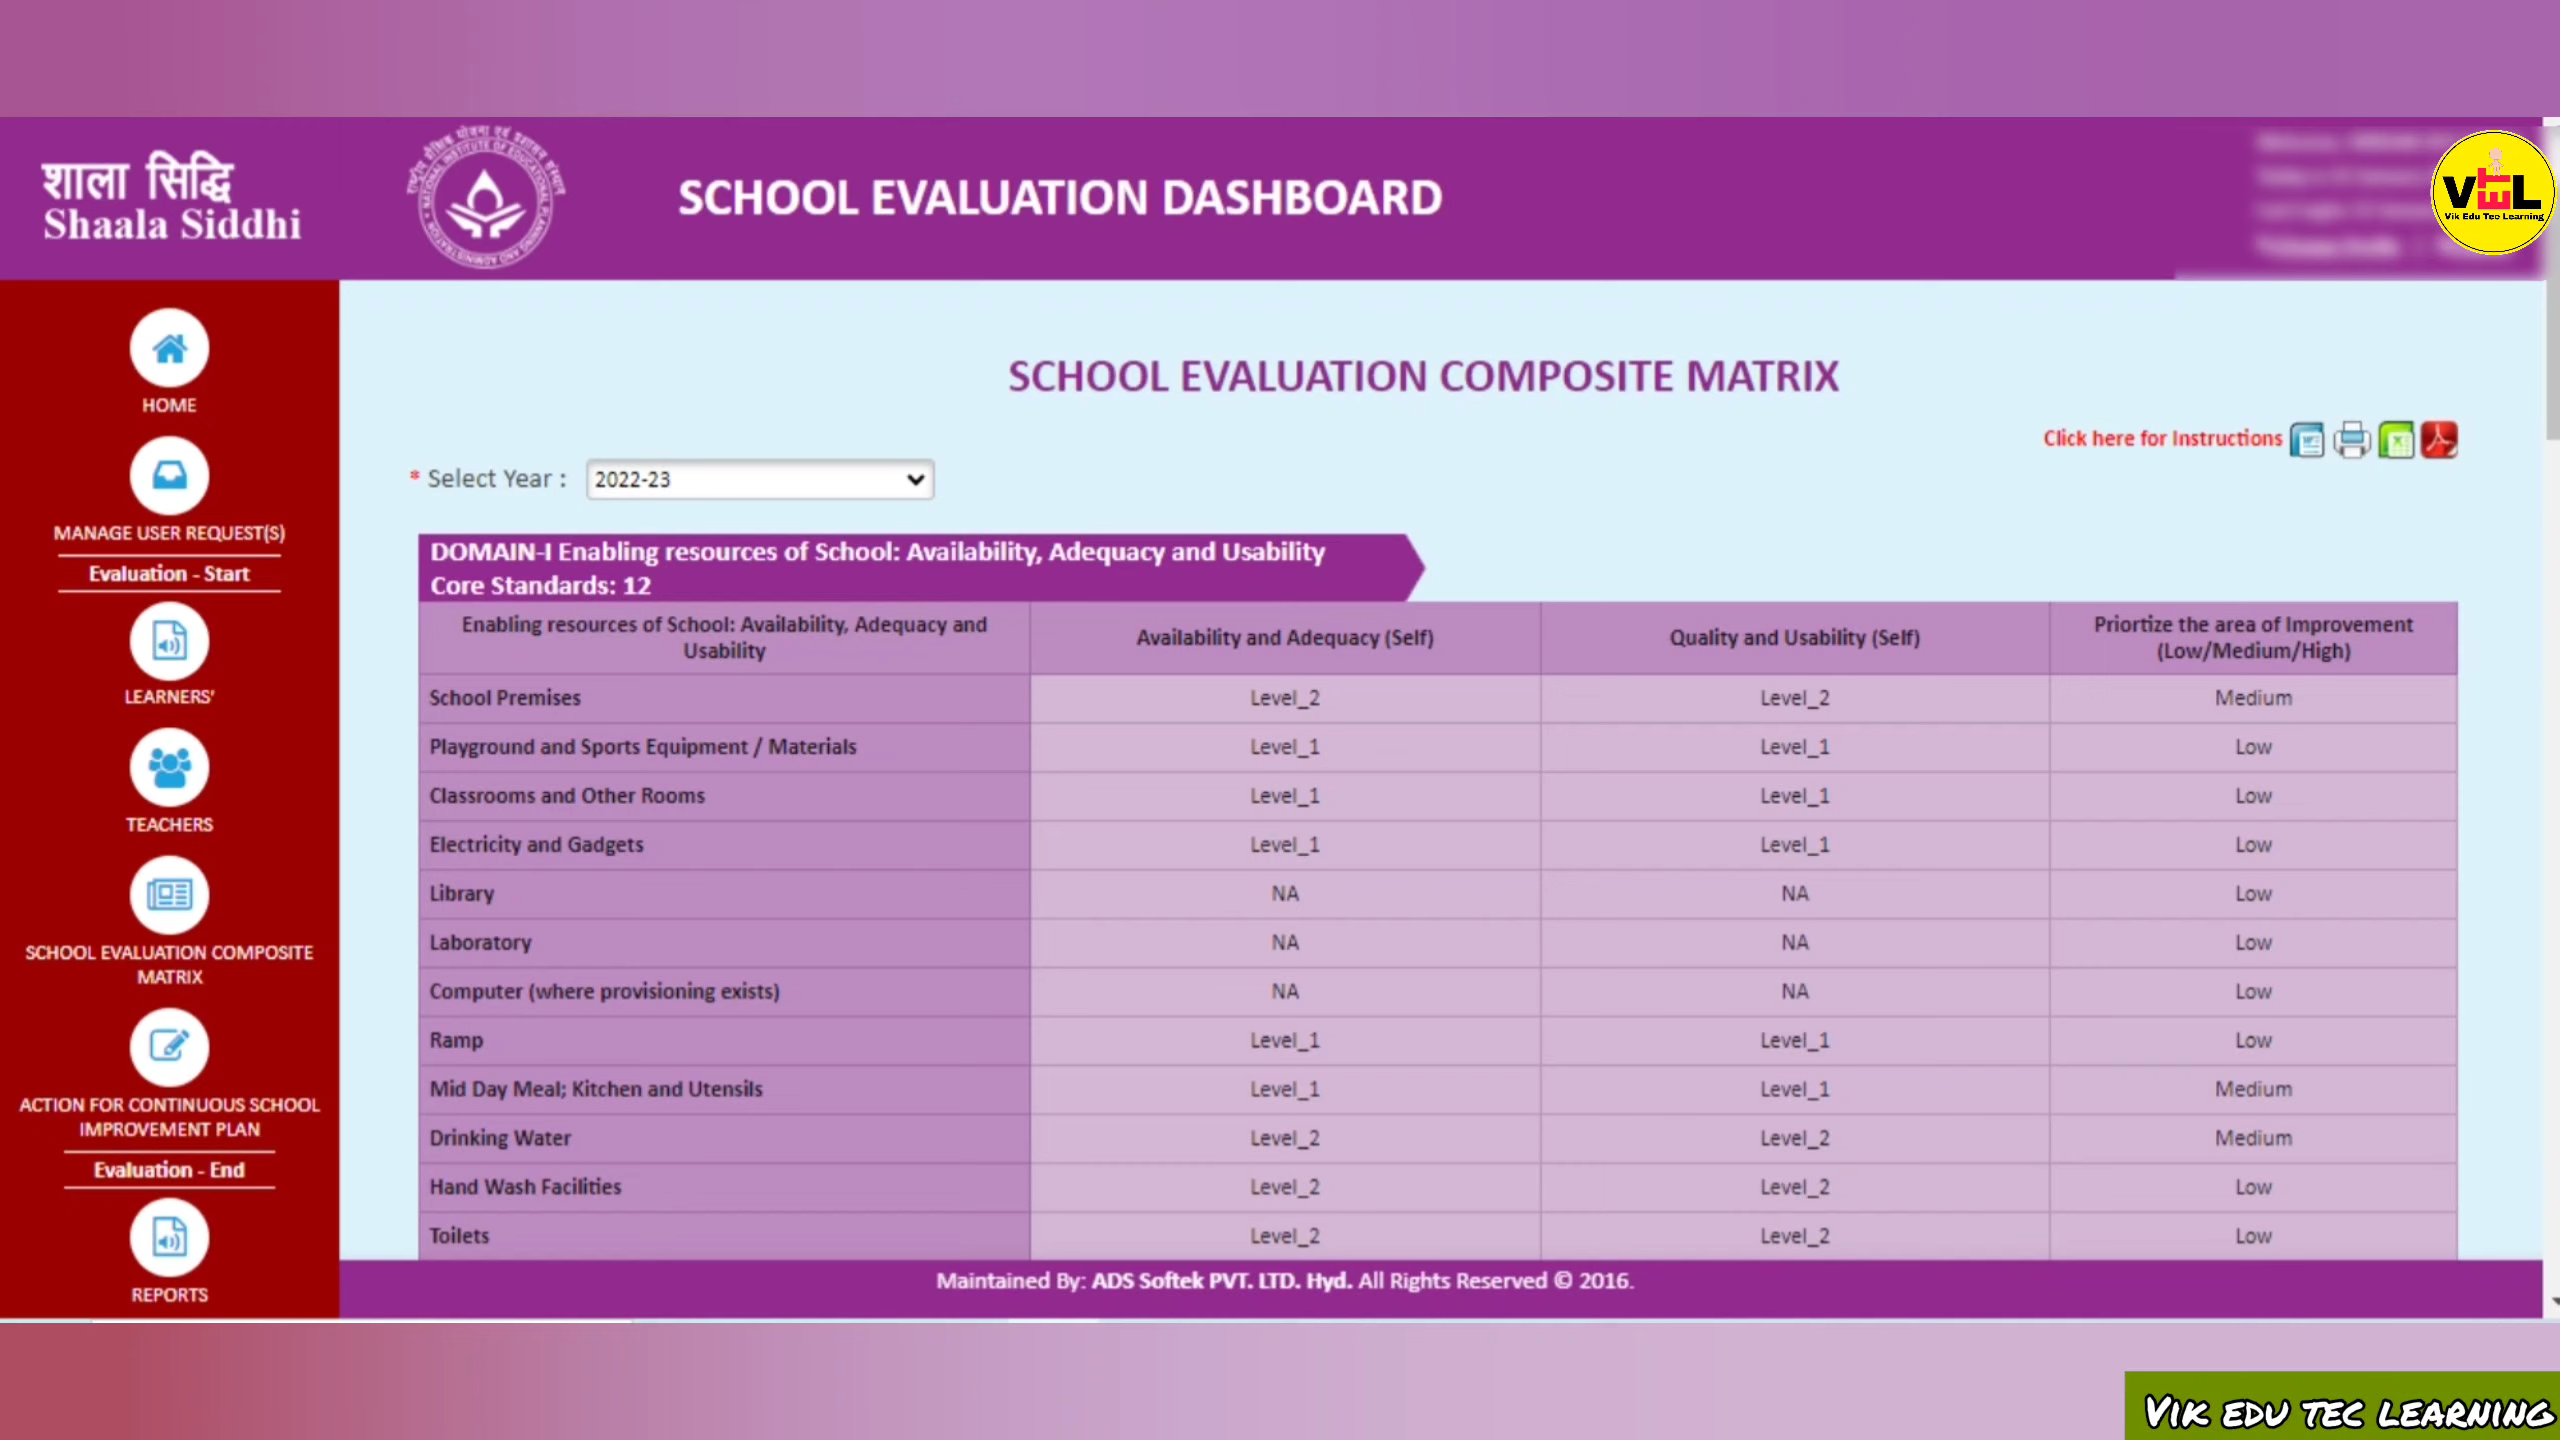 शाला सिद्धि
Shaala Siddhi
SCHOOL EVALUATION DASHBOARD
VEL
Vik Edu Tec Learning
HOME
MANAGE USER REQUEST(S)
Evaluation - Start
LEARNERS'
TEACHERS
SCHOOL EVALUATION COMPOSITE
MATRIX
ACTION FOR CONTINUOUS SCHOOL
IMPROVEMENT PLAN
Evaluation - End
REPORTS
SCHOOL EVALUATION COMPOSITE MATRIX
Click here for Instructions
* Select Year : 2022-23
DOMAIN-I Enabling resources of School: Availability, Adequacy and Usability
Core Standards: 12
Enabling resources of School: Availability, Adequacy and
Usability
Availability and Adequacy (Self)
Quality and Usability (Self)
Priortize the area of Improvement
(Low/Medium/High)
School Premises Level_2 Level_2 Medium
Playground and Sports Equipment / Materials Level_1 Level_1 Low
Classrooms and Other Rooms Level_1 Level_1 Low
Electricity and Gadgets Level_1 Level_1 Low
Library NA NA Low
Laboratory NA NA Low
Computer (where provisioning exists) NA NA Low
Ramp Level_1 Level_1 Low
Mid Day Meal; Kitchen and Utensils Level_1 Level_1 Medium
Drinking Water Level_2 Level_2 Medium
Hand Wash Facilities Level_2 Level_2 Low
Toilets Level_2 Level_2 Low
Maintained By: ADS Softek PVT. LTD. Hyd. All Rights Reserved © 2016.
VIK EDU TEC LEARNING